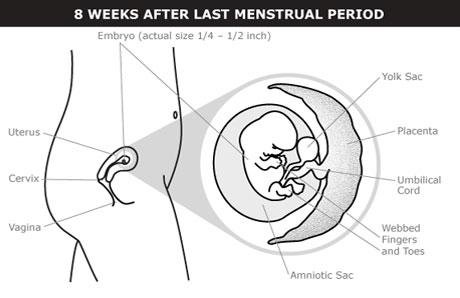 8 WEEKS AFTER LAST MENSTRUAL PERIOD
Embryo (actual size 1/4 – 1/2 inch)
Yolk Sac
Uterus
Placenta
Cervix
Umbilical
Cord
Vagina
Webbed
Fingers
and Toes
Amniotic Sac